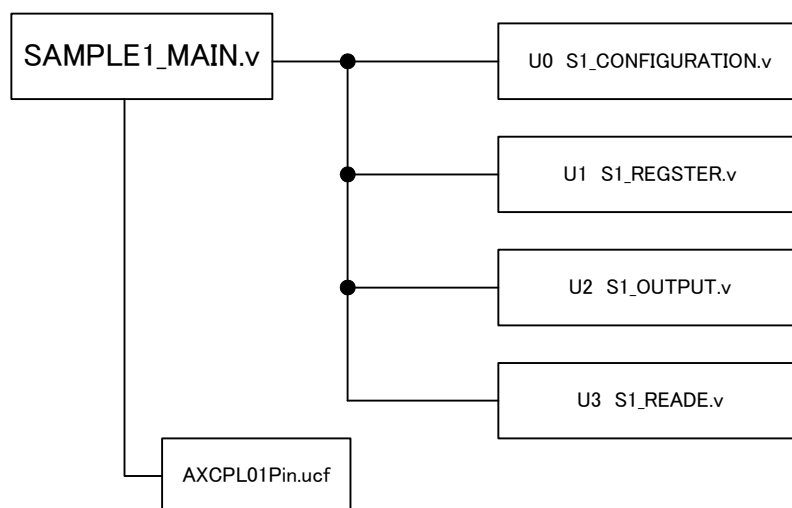 SAMPLE1_MAIN.v
U0 S1_CONFIGURATION.v
U1 S1_REGSTER.v
U2 S1_OUTPUT.v
U3 S1_READE.v
AXCPL01Pin.ucf